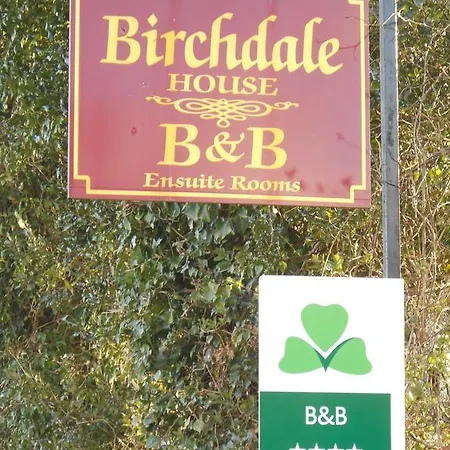 Birchdale
HOUSE
B&B
Ensuite Rooms
B&B